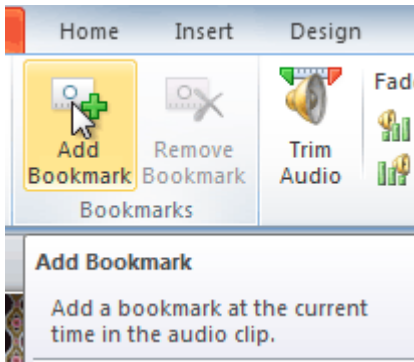 Home Insert Design
Add Bookmark
Remove Bookmark
Trim Audio
Bookmarks
Add Bookmark
Add a bookmark at the current
time in the audio clip.